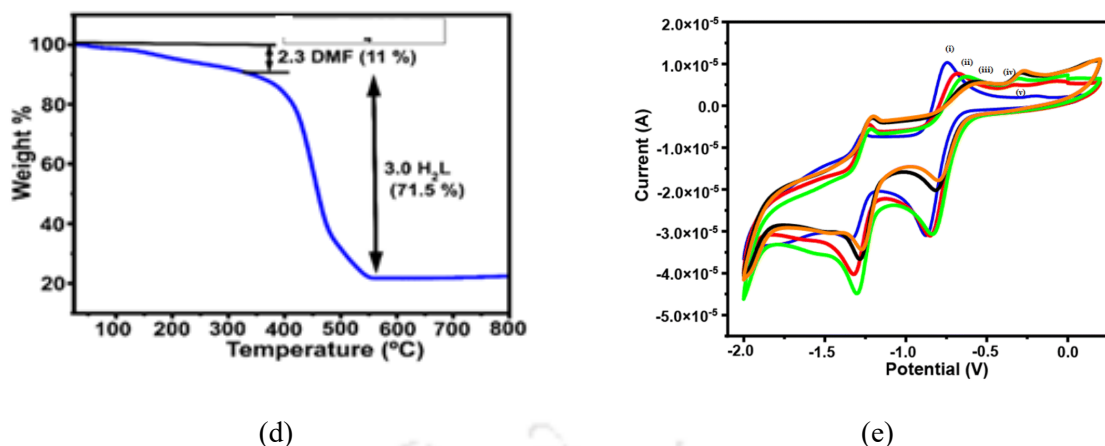 100
80
60
40
20
Weight %
2.3 DMF (11 %)
3.0 H₂L
(71.5 %)
100 200 300 400 500 600 700 800
Temperature (ºC)
(d)
2.0×10⁻⁵
1.0×10⁻⁵
0.0
-1.0×10⁻⁵
-2.0×10⁻⁵
-3.0×10⁻⁵
-4.0×10⁻⁵
-5.0×10⁻⁵
Current (A)
(i)
(ii)
(iii)
(iv)
(v)
-2.0 -1.5 -1.0 -0.5 0.0
Potential (V)
(e)